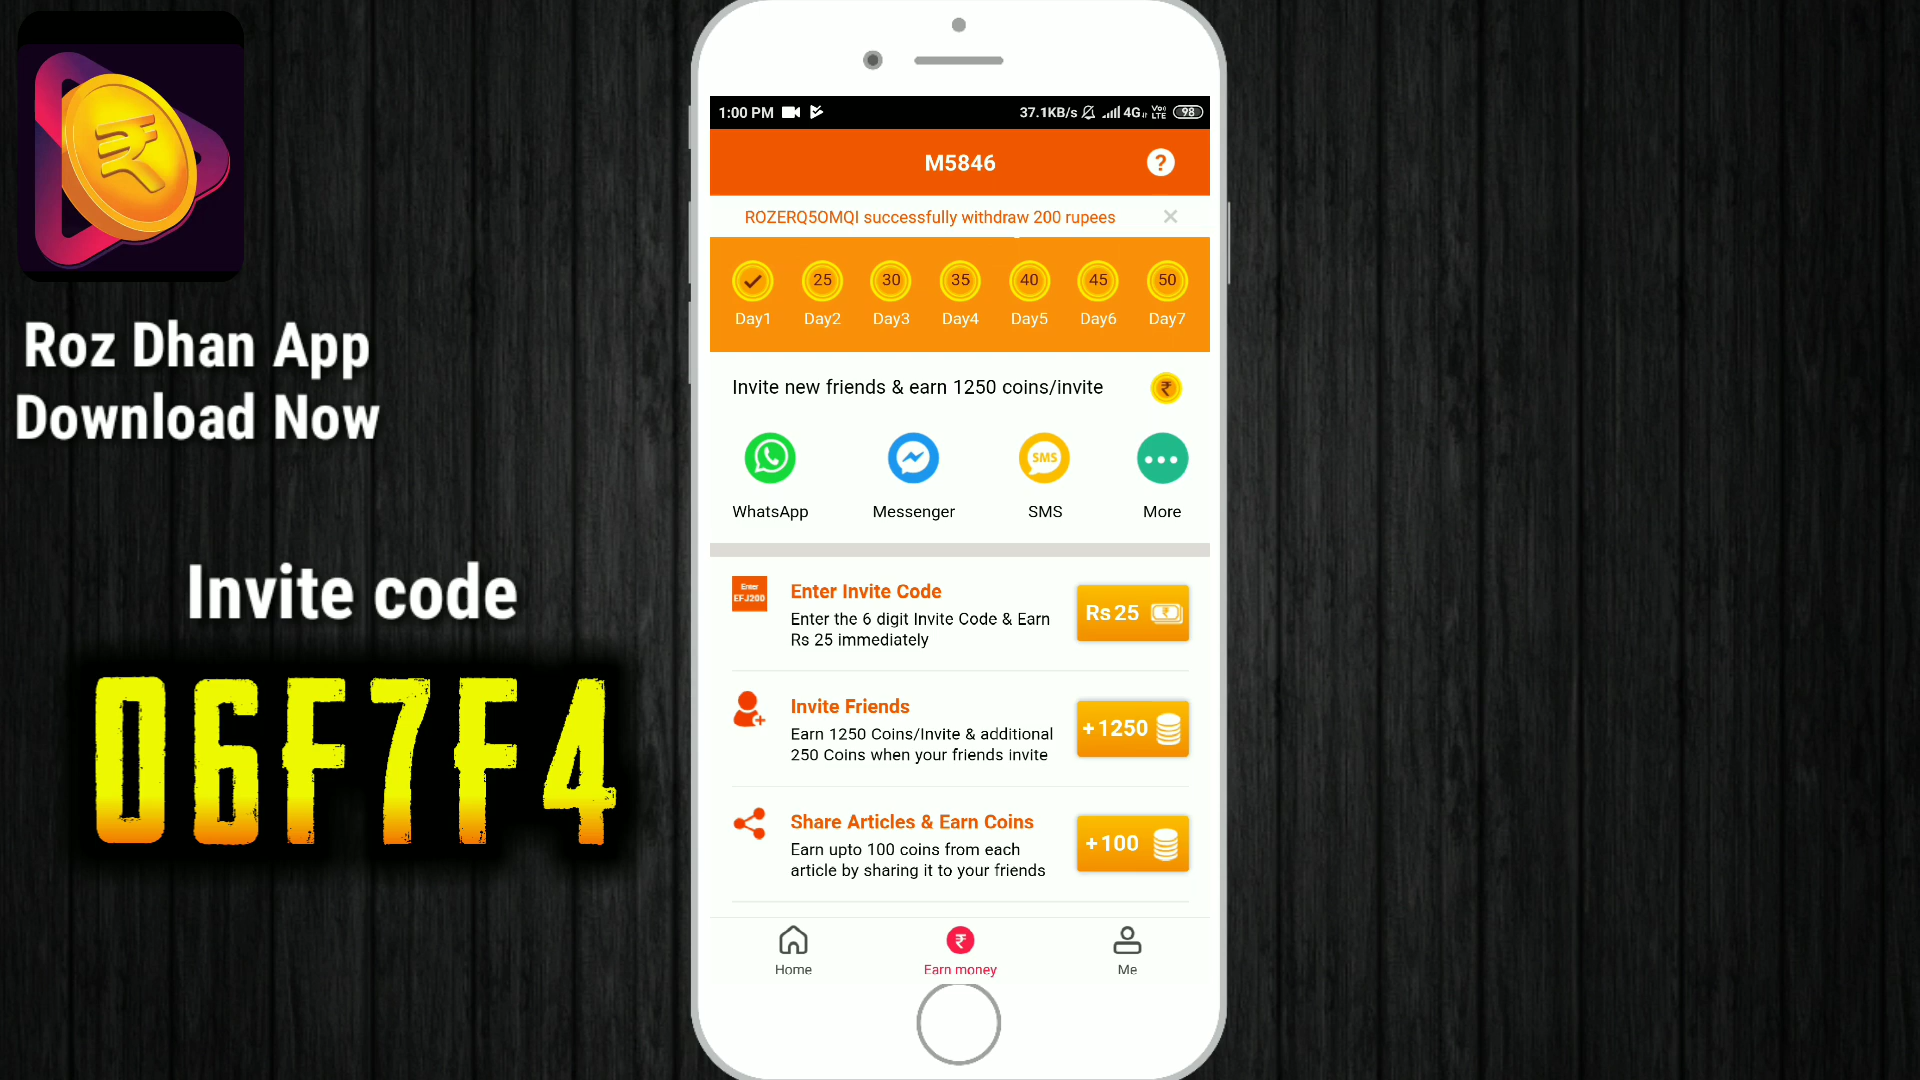 Roz Dhan App
Download Now
Invite code
06F7F4
1:00 PM
37.1KB/s 4G VoLTE 98
M5846 ?
ROZERQ5OMQI successfully withdraw 200 rupees
25 30 35 40 45 50
Day1 Day2 Day3 Day4 Day5 Day6 Day7
Invite new friends & earn 1250 coins/invite ₹
SMS
WhatsApp Messenger SMS More
Enter
EFJ200
Enter Invite Code
Enter the 6 digit Invite Code & Earn
Rs 25 immediately
Rs 25
Invite Friends
Earn 1250 Coins/Invite & additional
250 Coins when your friends invite
+1250
Share Articles & Earn Coins
Earn upto 100 coins from each
article by sharing it to your friends
+100
Home Earn money Me